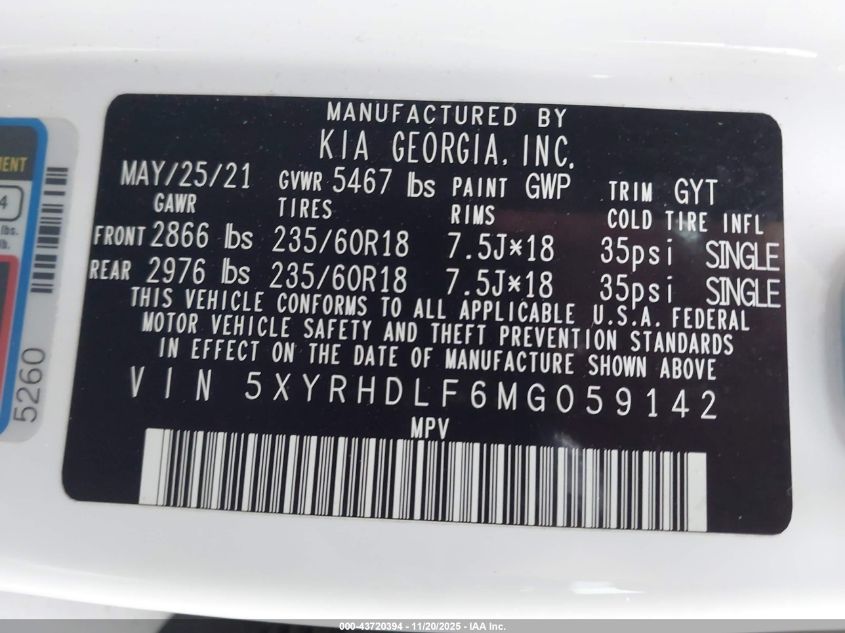 MANUFACTURED BY
KIA GEORGIA, INC.
MAY/25/21 GVWR 5467 lbs PAINT GWP TRIM GYT
GAWR TIRES RIMS COLD TIRE INFL
FRONT 2866 lbs 235/60R18 7.5J*18 35psi SINGLE
REAR 2976 lbs 235/60R18 7.5J*18 35psi SINGLE
THIS VEHICLE CONFORMS TO ALL APPLICABLE U.S.A. FEDERAL
MOTOR VEHICLE SAFETY AND THEFT PREVENTION STANDARDS
IN EFFECT ON THE DATE OF MANUFACTURE SHOWN ABOVE
VIN 5XYRHDLF6MG059142
MPV
4
lbs.
lb.
5260
000-43720394 - 11/20/2025 - IAA Inc.